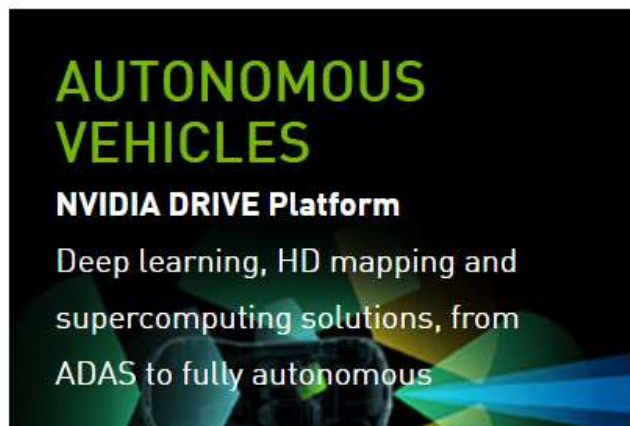 AUTONOMOUS
VEHICLES
NVIDIA DRIVE Platform
Deep learning, HD mapping and
supercomputing solutions, from
ADAS to fully autonomous